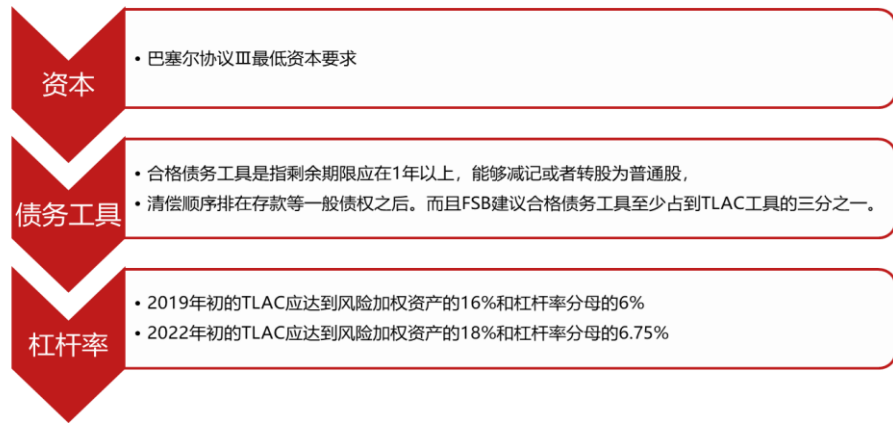 资本
• 巴塞尔协议Ⅲ最低资本要求
债务工具
• 合格债务工具是指剩余期限应在1年以上，能够减记或者转股为普通股，
• 清偿顺序排在存款等一般债权之后。而且FSB建议合格债务工具至少占到TLAC工具的三分之一。
杠杆率
• 2019年初的TLAC应达到风险加权资产的16%和杠杆率分母的6%
• 2022年初的TLAC应达到风险加权资产的18%和杠杆率分母的6.75%